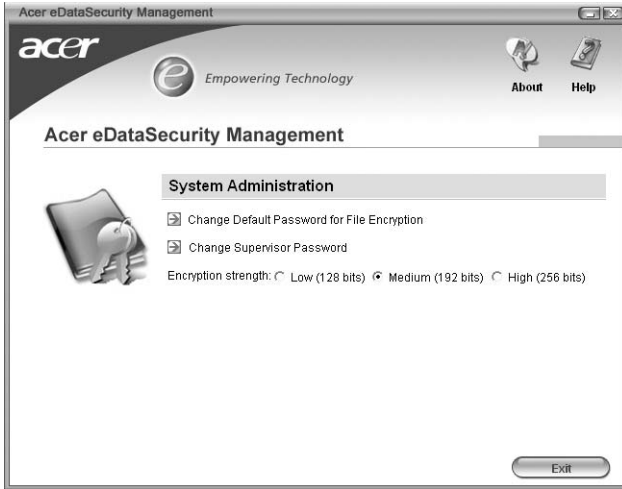 Acer eDataSecurity Management
acer
e Empowering Technology
About Help
Acer eDataSecurity Management
System Administration
Change Default Password for File Encryption
Change Supervisor Password
Encryption strength: Low (128 bits) Medium (192 bits) High (256 bits)
Exit